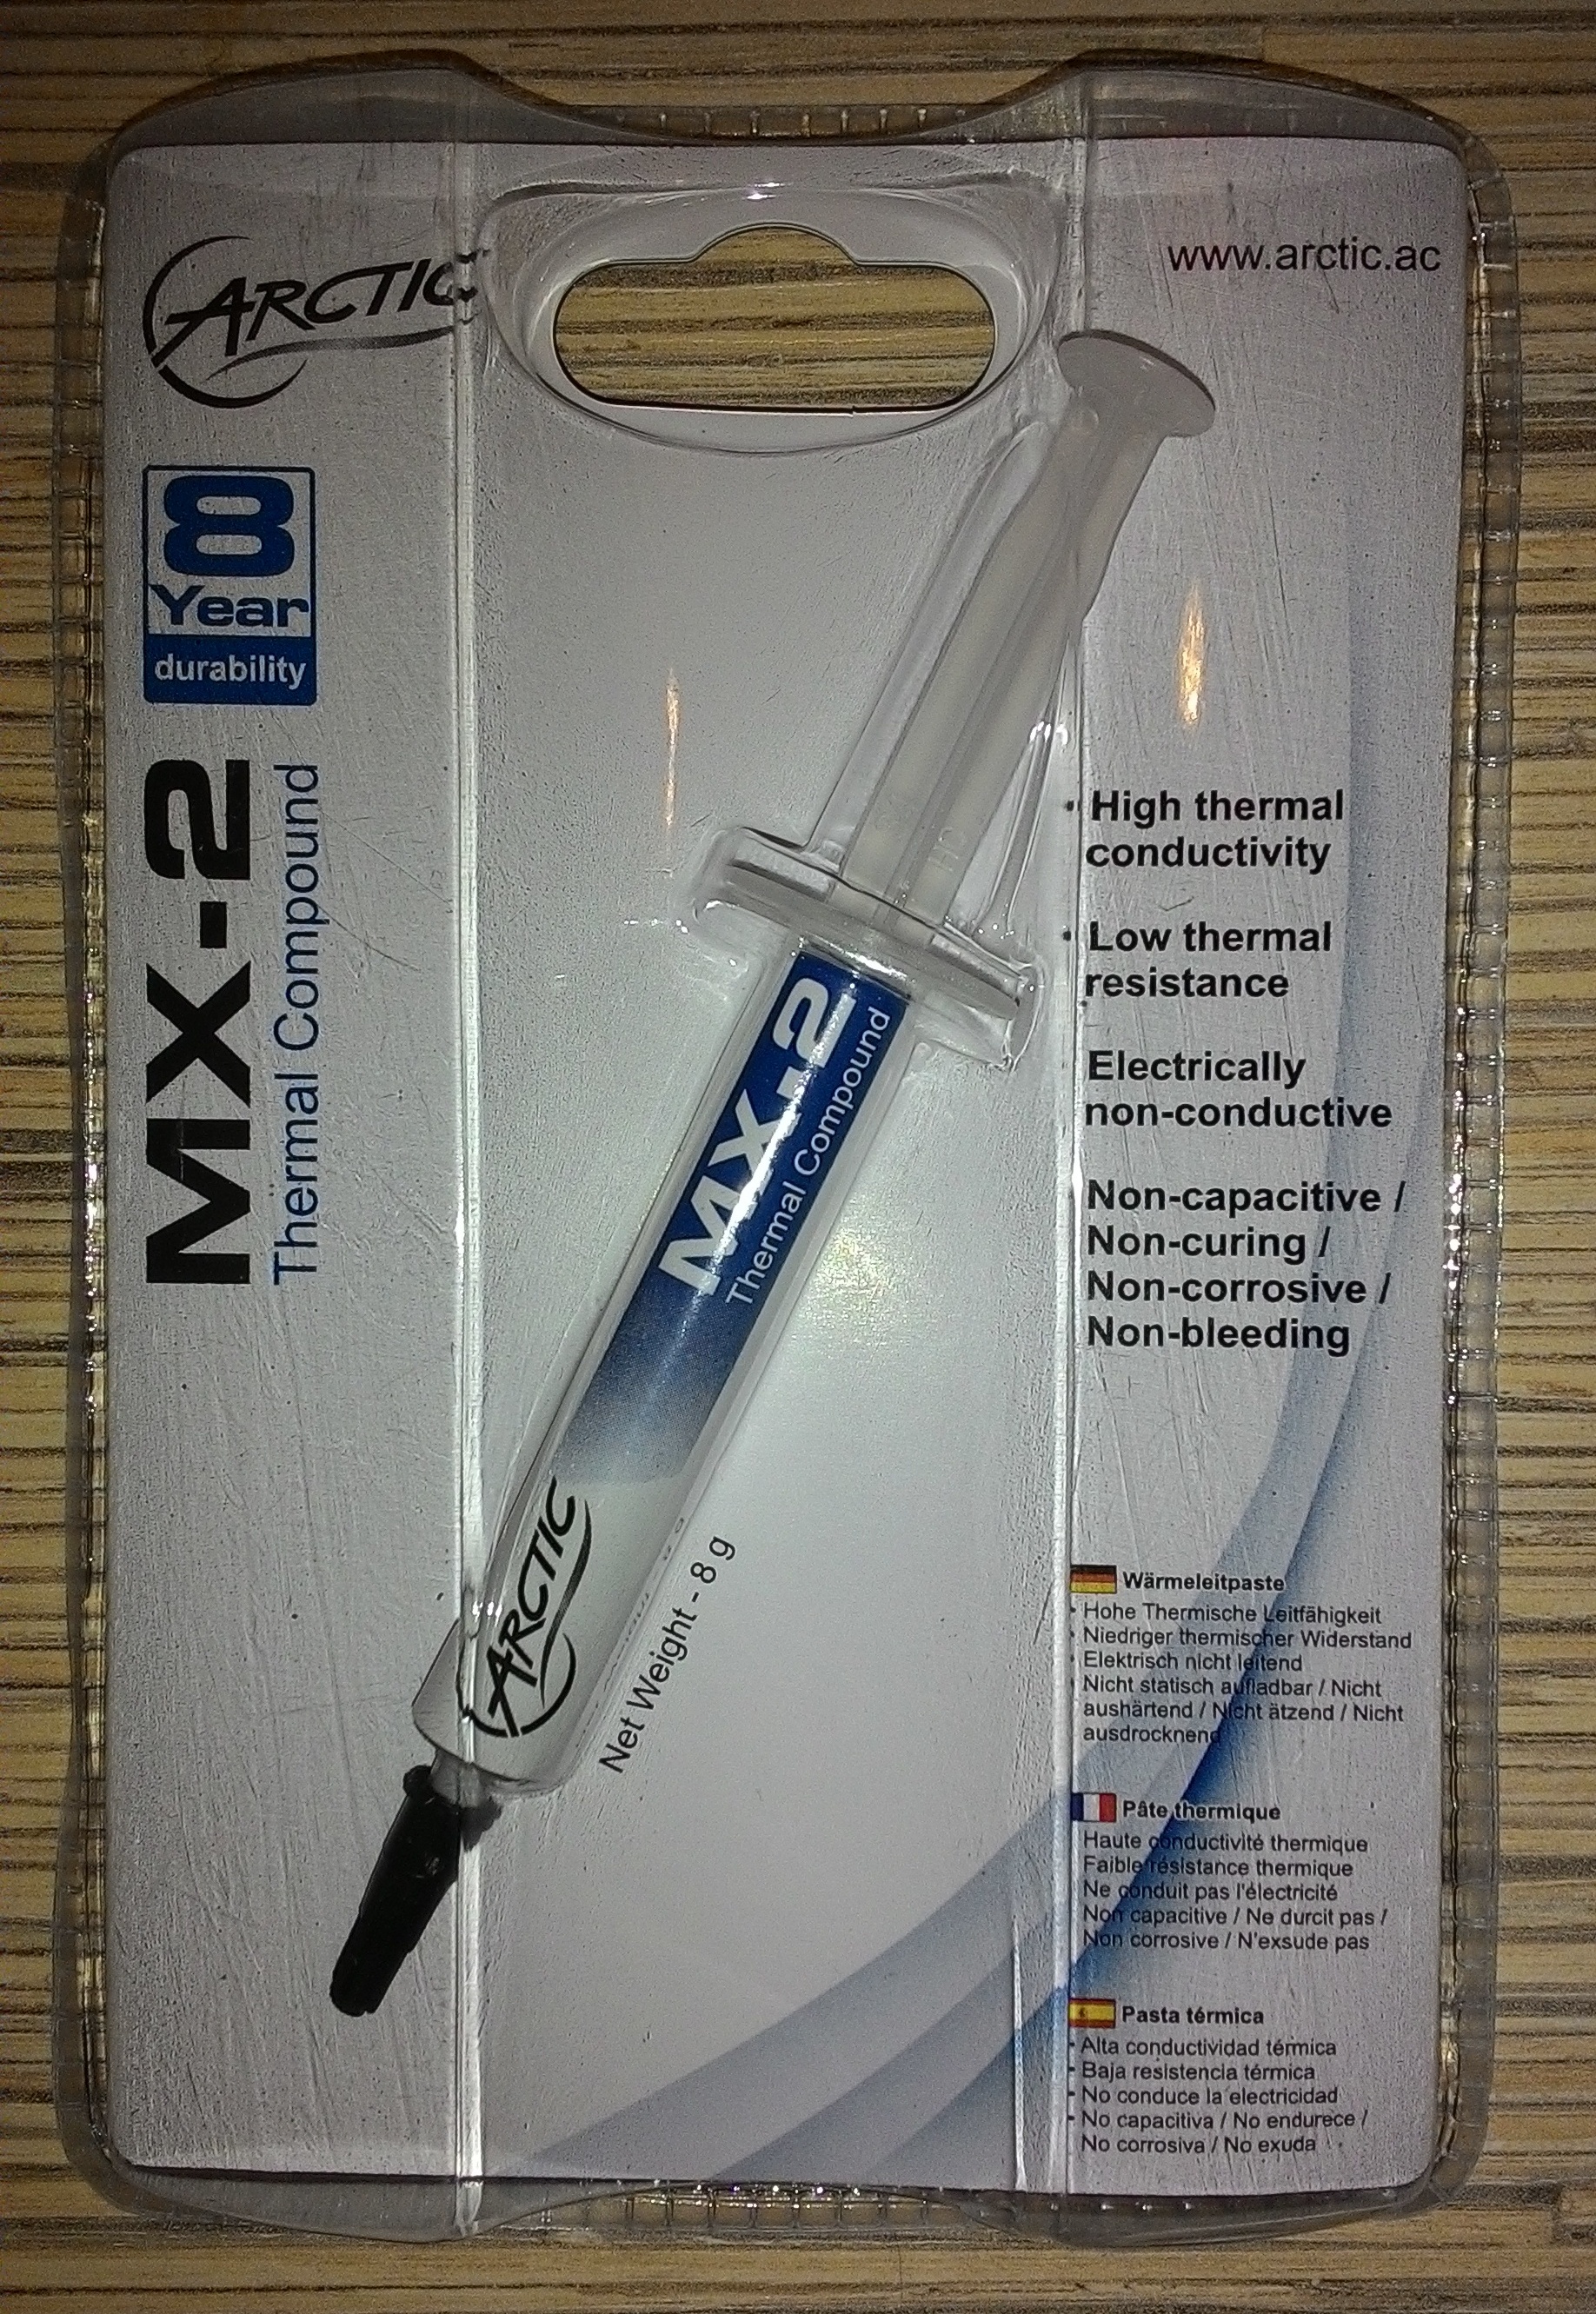 ARCTIC
www.arctic.ac
8
Year
durability
MX-2
Thermal Compound
MX-2
Thermal Compound
ARCTIC
Net Weight - 8 g
High thermal
conductivity
Low thermal
resistance
Electrically
non-conductive
Non-capacitive /
Non-curing /
Non-corrosive /
Non-bleeding
Wärmeleitpaste
Hohe Thermische Leitfähigkeit
Niedriger thermischer Widerstand
Elektrisch nicht leitend
Nicht statisch aufladbar / Nicht
aushärtend / Nicht ätzend / Nicht
ausdrocknend
Pâte thermique
Haute conductivité thermique
Faible résistance thermique
Ne conduit pas l'électricité
Non capacitive / Ne durcit pas /
Non corrosive / N'exsude pas
Pasta térmica
Alta conductividad térmica
Baja resistencia térmica
No conduce la electricidad
No capacitiva / No endurece /
No corrosiva / No exuda